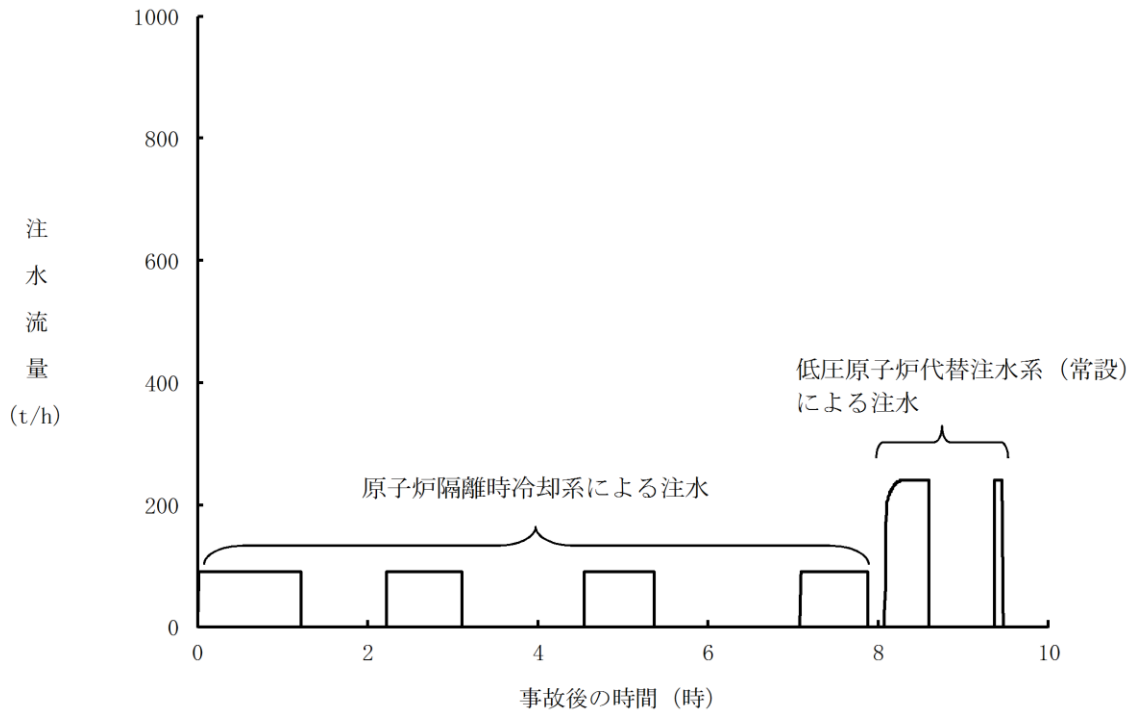 1000
800
600
400
200
0
注
水
流
量
(t/h)
低圧原子炉代替注水系(常設)
による注水
原子炉隔離時冷却系による注水
0 2 4 6 8 10
事故後の時間(時)